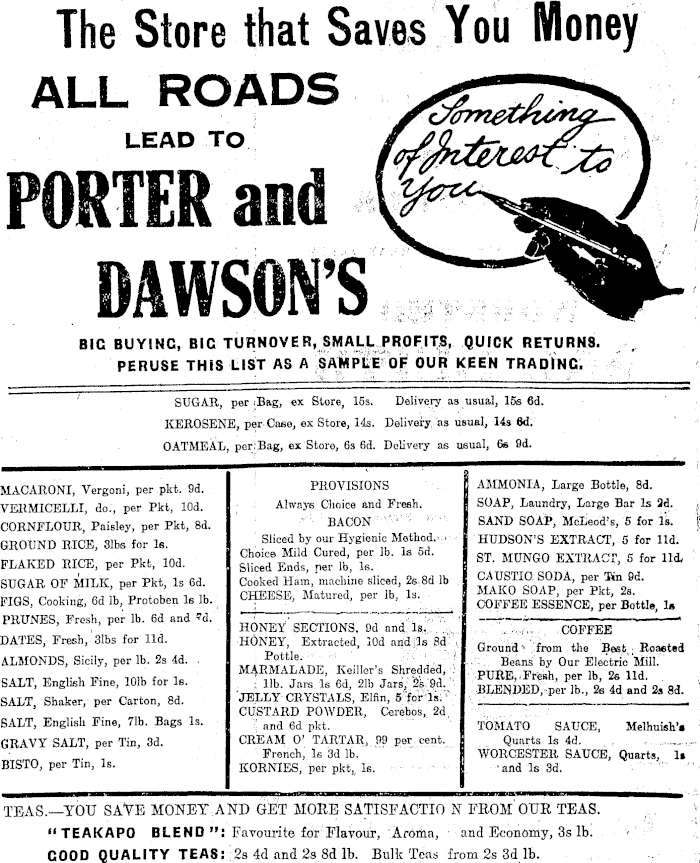 The Store that Saves You Money
ALL ROADS
LEAD TO
PORTER and
DAWSON'S
Something
of Interest to
You
BIG BUYING, BIG TURNOVER, SMALL PROFITS, QUICK RETURNS.
PERUSE THIS LIST AS A SAMPLE OF OUR KEEN TRADING.
SUGAR, per Bag, ex Store, 15s. Delivery as usual, 15s 6d.
KEROSENE, per Case, ex Store, 14s. Delivery as usual, 14s 6d.
OATMEAL, per Bag, ex Store, 6s 6d. Delivery as usual, 6s 9d.
MACARONI, Vergoni, per pkt. 9d.
VERMICELLI, do., per Pkt, 10d.
CORNFLOUR, Paisley, per Pkt, 8d.
GROUND RICE, 3lbs for 1s.
FLAKED RICE, per Pkt, 10d.
SUGAR OF MILK, per Pkt, 1s 6d.
FIGS, Cooking, 6d lb, Protoben 1s lb.
PRUNES, Fresh, per lb. 6d and 7d.
DATES, Fresh, 3lbs for 11d.
ALMONDS, Sicily, per lb. 2s 4d.
SALT, English Fine, 10lb for 1s.
SALT, Shaker, per Carton, 8d.
SALT, English Fine, 7lb. Bags 1s.
GRAVY SALT, per Tin, 3d.
BISTO, per Tin, 1s.
PROVISIONS
Always Choice and Fresh.
BACON
Sliced by our Hygienic Method.
Choice Mild Cured, per lb. 1s 5d.
Sliced Ends, per lb, 1s.
Cooked Ham, machine sliced, 2s 8d lb
CHEESE, Matured, per lb, 1s.
HONEY SECTIONS, 9d and 1s.
HONEY, Extracted, 10d and 1s 8d
Pottle.
MARMALADE, Keiller's Shredded,
1lb. Jars 1s 6d, 2lb Jars, 2s 9d.
JELLY CRYSTALS, Elfin, 5 for 1s.
CUSTARD POWDER, Cerebos, 2d
and 6d pkt.
CREAM O' TARTAR, 99 per cent.
French, 1s 3d lb.
KORNIES, per pkt, 1s.
AMMONIA, Large Bottle, 8d.
SOAP, Laundry, Large Bar 1s 2d.
SAND SOAP, McLeod's, 5 for 1s.
HUDSON'S EXTRACT, 5 for 11d.
ST. MUNGO EXTRACT, 5 for 11d.
CAUSTIC SODA, per Tin 9d.
MAKO SOAP, per Pkt, 2s.
COFFEE ESSENCE, per Bottle, 1s
COFFEE
Ground from the Best Roasted
Beans by Our Electric Mill.
PURE, Fresh, per lb, 2s 11d.
BLENDED, per lb., 2s 4d and 2s 8d.
TOMATO SAUCE, Melhuish's
Quarts 1s 4d.
WORCESTER SAUCE, Quarts, 1s
and 1s 3d.
TEAS.—YOU SAVE MONEY AND GET MORE SATISFACTIO N FROM OUR TEAS.
"TEAKAPO BLEND": Favourite for Flavour, Aroma, and Economy, 3s lb.
GOOD QUALITY TEAS: 2s 4d and 2s 8d lb. Bulk Teas from 2s 3d lb.